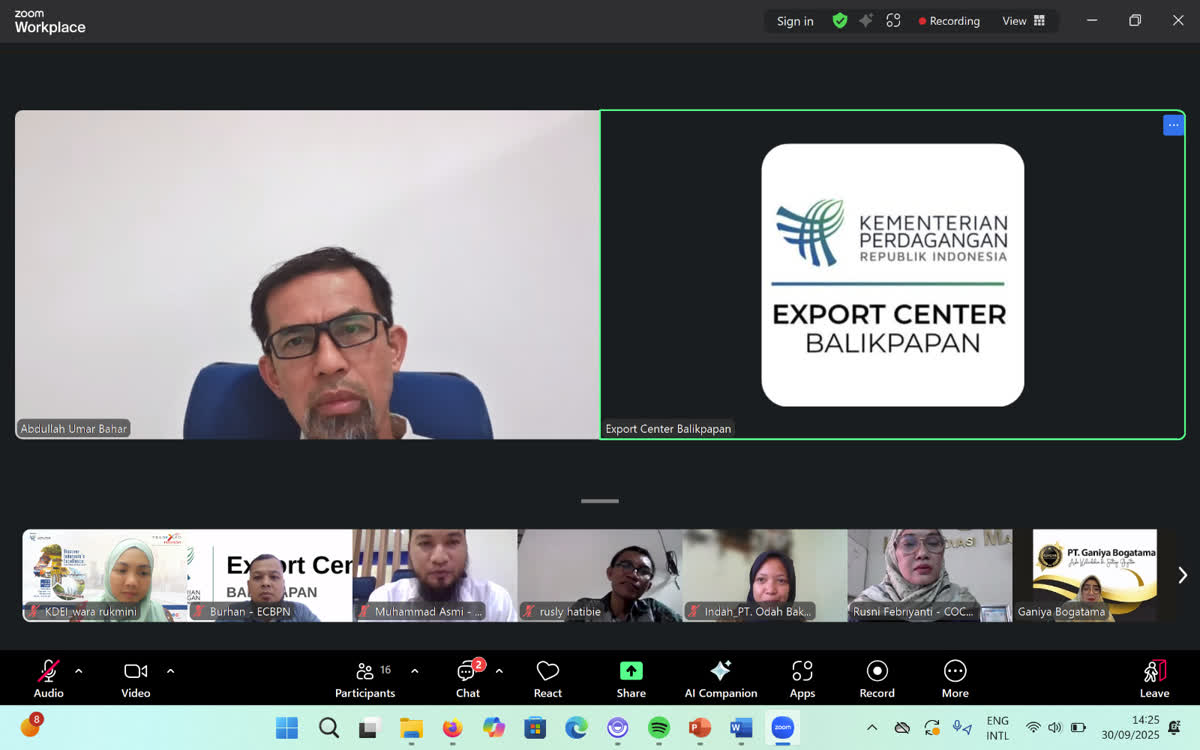 zoom
Workplace
Sign in
Recording
View
KEMENTERIAN
PERDAGANGAN
REPUBLIK INDONESIA
EXPORT CENTER
BALIKPAPAN
Abdullah Umar Bahar
Export Center Balikpapan
Export Cen
BALIKPAPAN
PT. Ganiya Bogatama
KDEI_wara rukmini
Burhan - ECBPN
Muhammad Asmi - ...
rusly hatibie
Indah_PT. Odah Bak...
Rusni Febriyanti - COC...
Ganiya Bogatama
16
2
Audio
Video
Participants
Chat
React
Share
AI Companion
Apps
Record
More
Leave
8
zoom
ENG
INTL
14:25
30/09/2025